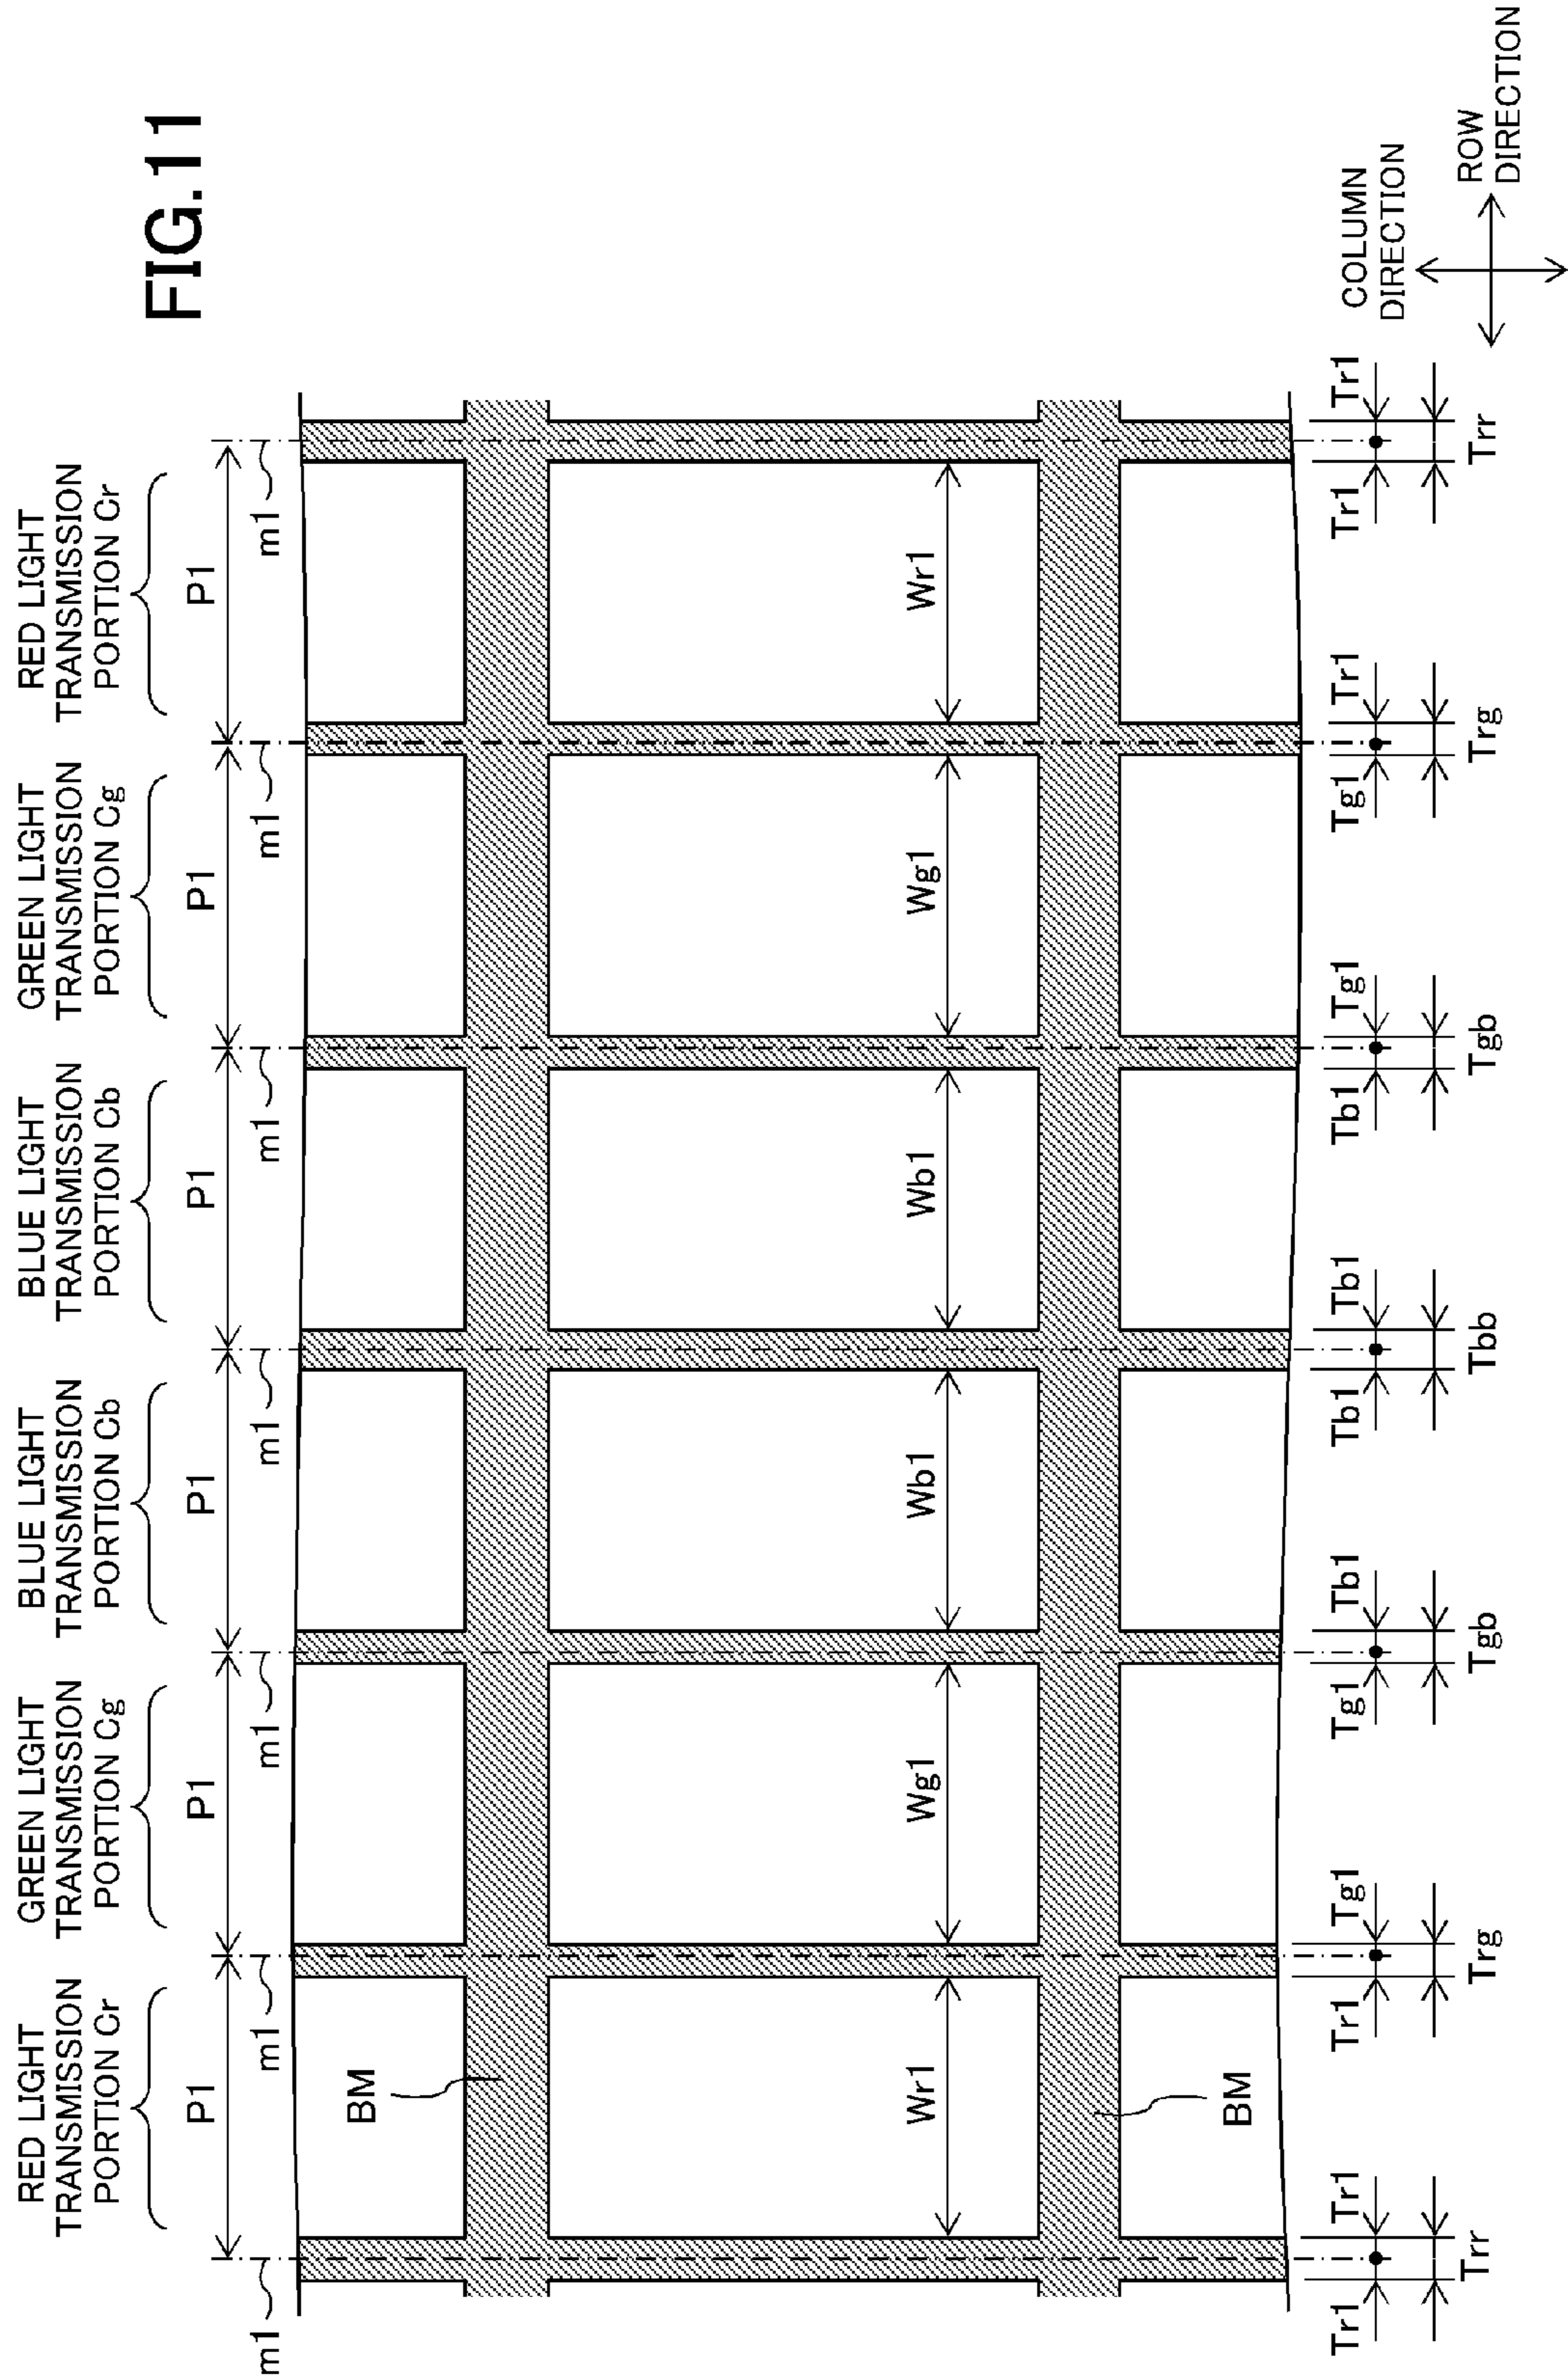 FIG.11
RED LIGHT
TRANSMISSION
PORTION Cr
GREEN LIGHT
TRANSMISSION
PORTION Cg
BLUE LIGHT
TRANSMISSION
PORTION Cb
BLUE LIGHT
TRANSMISSION
PORTION Cb
GREEN LIGHT
TRANSMISSION
PORTION Cg
RED LIGHT
TRANSMISSION
PORTION Cr
P1
P1
P1
P1
P1
P1
m1
m1
m1
m1
m1
m1
m1
BM
Wr1
Wg1
Wb1
Wb1
Wg1
Wr1
BM
Tr1
Tr1
Tr1
Tg1
Tg1
Tb1
Tb1
Tb1
Tb1
Tg1
Tg1
Tr1
Tr1
Tr1
Trr
Trg
Tgb
Tbb
Tgb
Trg
Trr
COLUMN
DIRECTION
ROW
DIRECTION